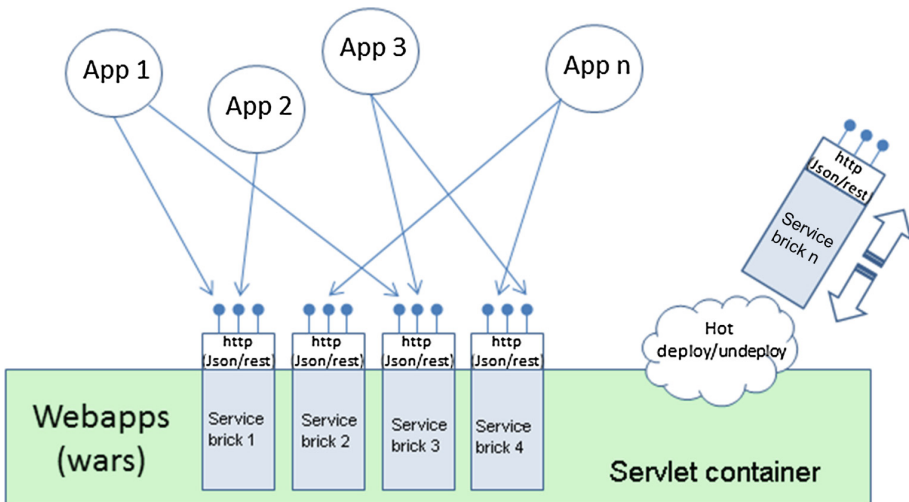 App 1
App 2
App 3
App n
http
(Json/rest)
Service
brick n
Hot
deploy/undeploy
http
(Json/rest)
http
(Json/rest)
http
(Json/rest)
http
(Json/rest)
Webapps
(wars)
Service
brick 1
Service
brick 2
Service
brick 3
Service
brick 4
Servlet container